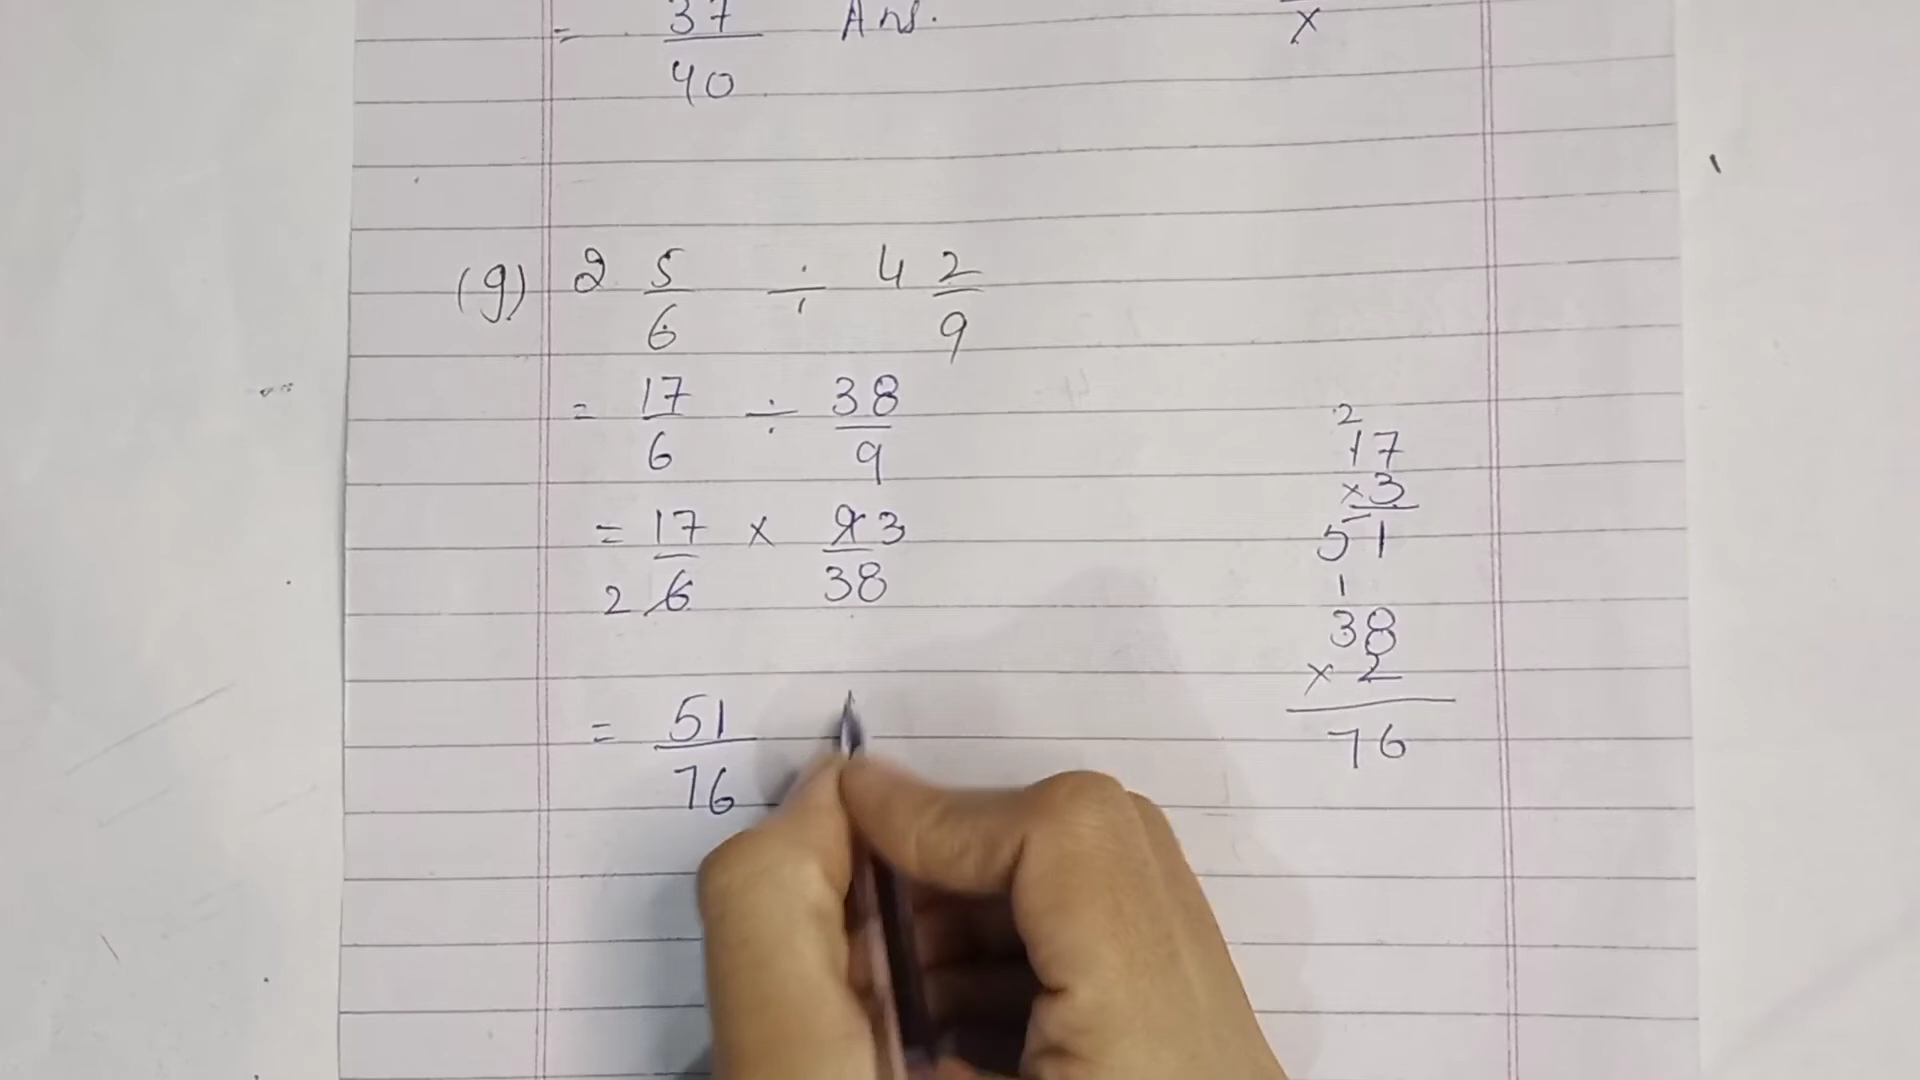 = 37/40 Ans.
x
(g) 2 5/6 ÷ 4 2/9
= 17/6 ÷ 38/9
= 17/6 2 × 9/38 3
= 51/76
2
17
×3
51
1
38
×2
76